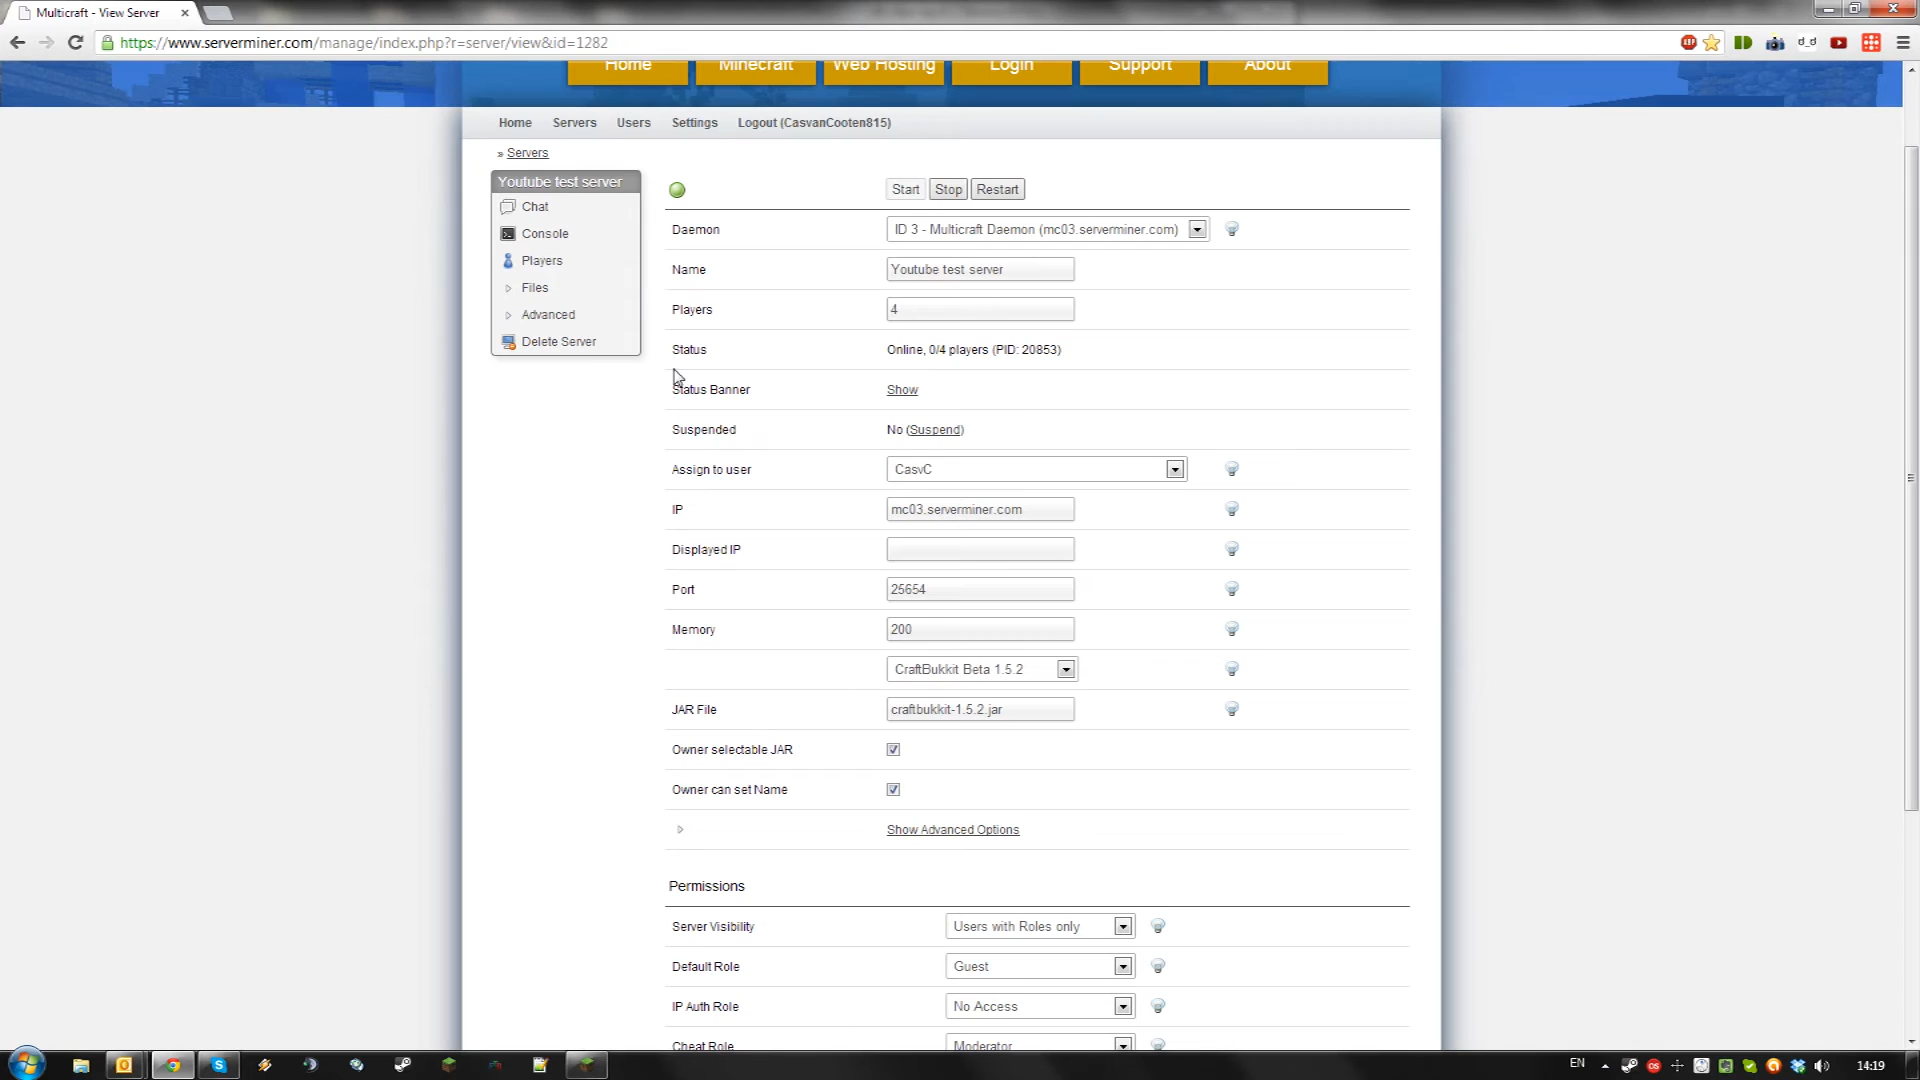 Multicraft - View Server
https://www.serverminer.com/manage/index.php?r=server/view&id=1282
Home Minecraft Web Hosting Login Support About
Home Servers Users Settings Logout (CasvanCooten815)
» Servers
Youtube test server
Chat
Console
Players
Files
Advanced
Delete Server
Start Stop Restart
Daemon ID 3 - Multicraft Daemon (mc03.serverminer.com)
Name Youtube test server
Players 4
Status Online, 0/4 players (PID: 20853)
Status Banner Show
Suspended No (Suspend)
Assign to user CasvC
IP mc03.serverminer.com
Displayed IP
Port 25654
Memory 200
CraftBukkit Beta 1.5.2
JAR File craftbukkit-1.5.2.jar
Owner selectable JAR
Owner can set Name
Show Advanced Options
Permissions
Server Visibility Users with Roles only
Default Role Guest
IP Auth Role No Access
Cheat Role Moderator
EN 14:19